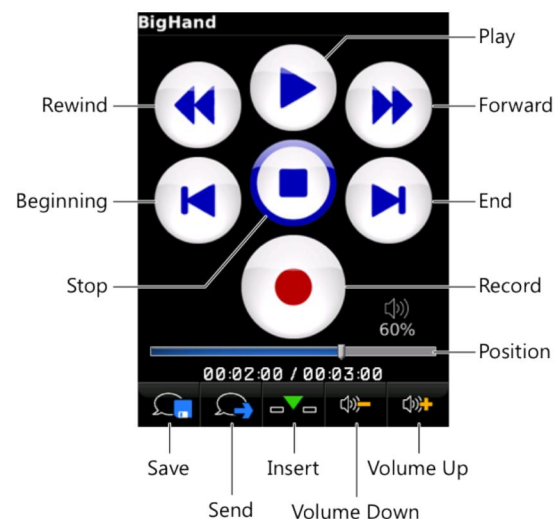 BigHand
Play
Rewind
Forward
Beginning
End
Stop
Record
60%
Position
00:02:00 / 00:03:00
Save
Insert
Volume Up
Send
Volume Down